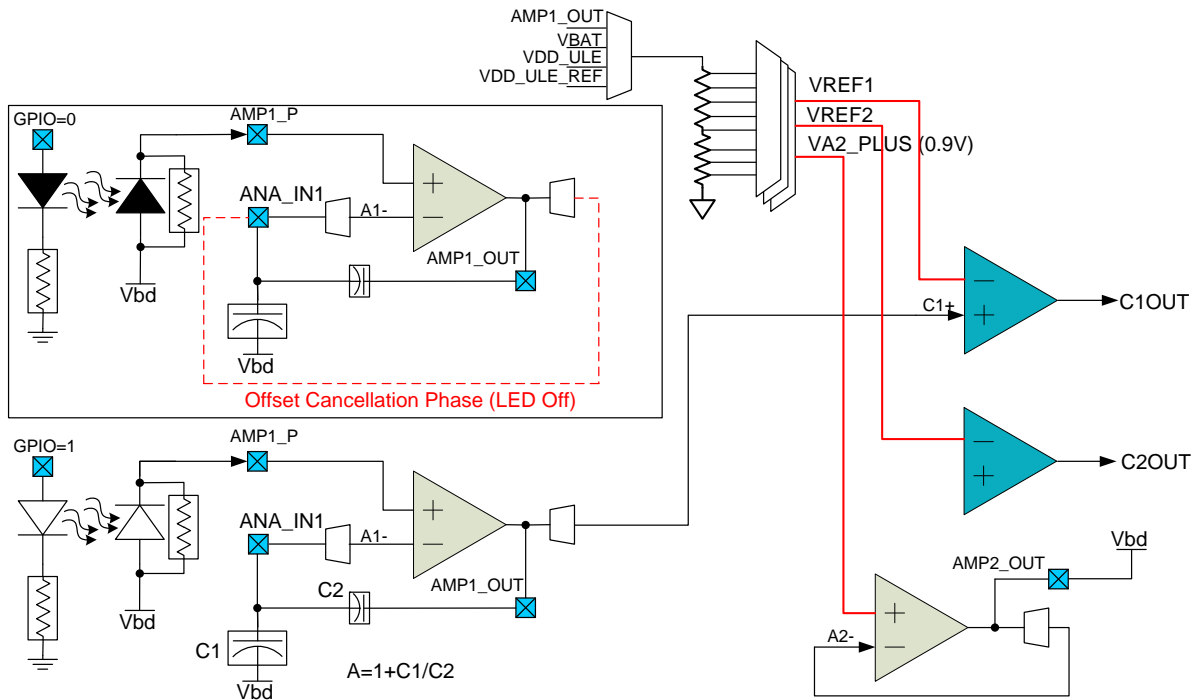 AMP1_OUT
VBAT
VDD_ULE
VDD_ULE_REF
VREF1
VREF2
VA2_PLUS (0.9V)
GPIO=0
AMP1_P
+
ANA_IN1
A1-
−
AMP1_OUT
Vbd
Vbd
Offset Cancellation Phase (LED Off)
−
C1+
+
C1OUT
GPIO=1
AMP1_P
−
+
C2OUT
+
ANA_IN1
A1-
−
AMP1_OUT
C2
Vbd
C1
A=1+C1/C2
Vbd
Vbd
AMP2_OUT
+
A2-
−